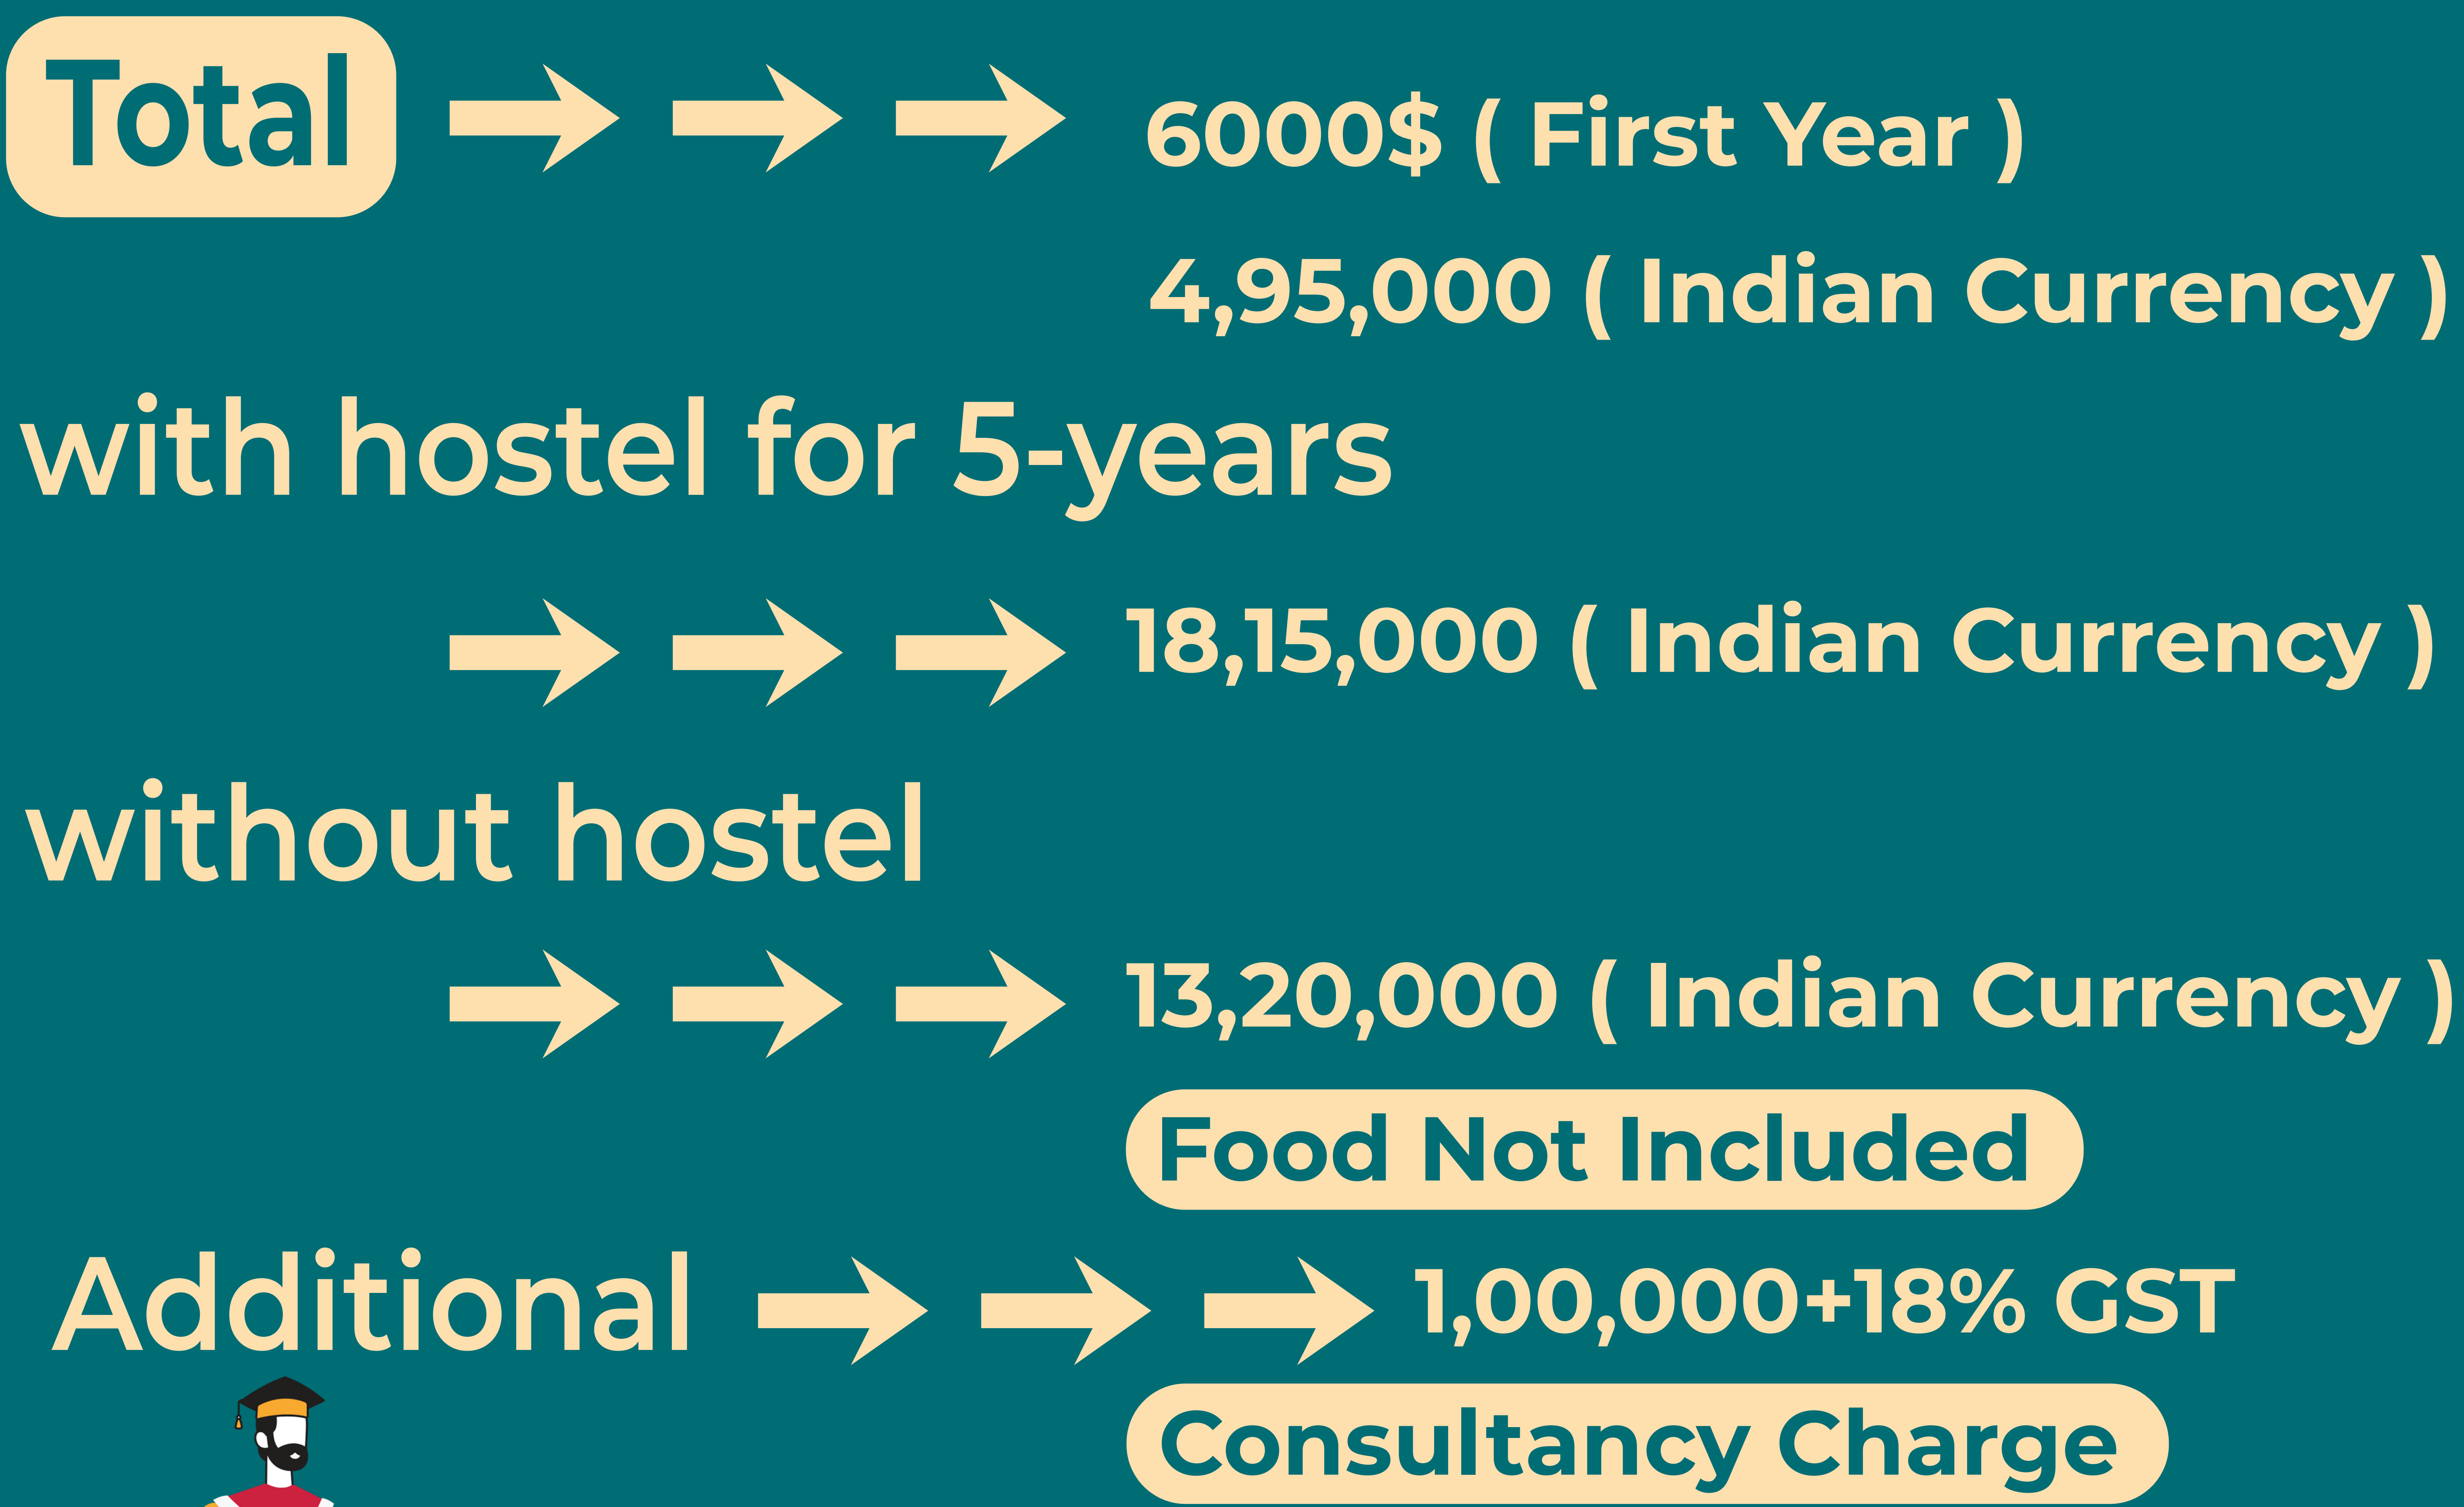 Total 6000$ ( First Year )
4,95,000 ( Indian Currency )
with hostel for 5-years
18,15,000 ( Indian Currency )
without hostel
13,20,000 ( Indian Currency )
Food Not Included
Additional 1,00,000+18% GST
Consultancy Charge